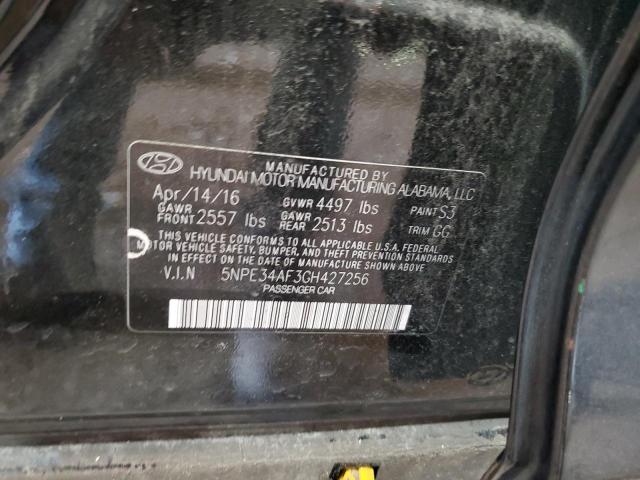 MANUFACTURED BY
HYUNDAI MOTOR MANUFACTURING ALABAMA, LLC
Apr/14/16 GVWR 4497 lbs PAINT S3
GAWR FRONT 2557 lbs GAWR REAR 2513 lbs TRIM GG
THIS VEHICLE CONFORMS TO ALL APPLICABLE U.S.A. FEDERAL
MOTOR VEHICLE SAFETY, BUMPER, AND THEFT PREVENTION STANDARDS
IN EFFECT ON THE DATE OF MANUFACTURE SHOWN ABOVE.
V.I.N 5NPE34AF3GH427256
PASSENGER CAR